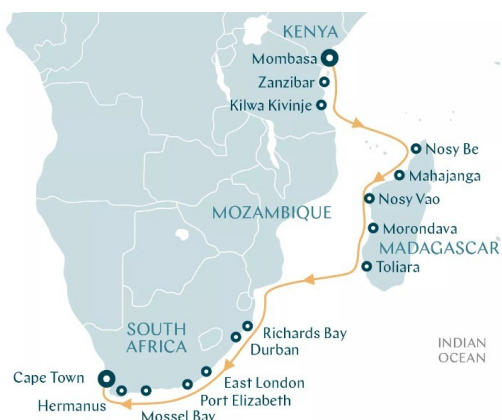 KENYA
Mombasa
Zanzibar
Kilwa Kivinje
Nosy Be
Mahajanga
Nosy Vao
MOZAMBIQUE
Morondava
MADAGASCAR
Toliara
SOUTH
AFRICA
Richards Bay
Durban
INDIAN
OCEAN
Cape Town
East London
Port Elizabeth
Hermanus
Mossel Bay